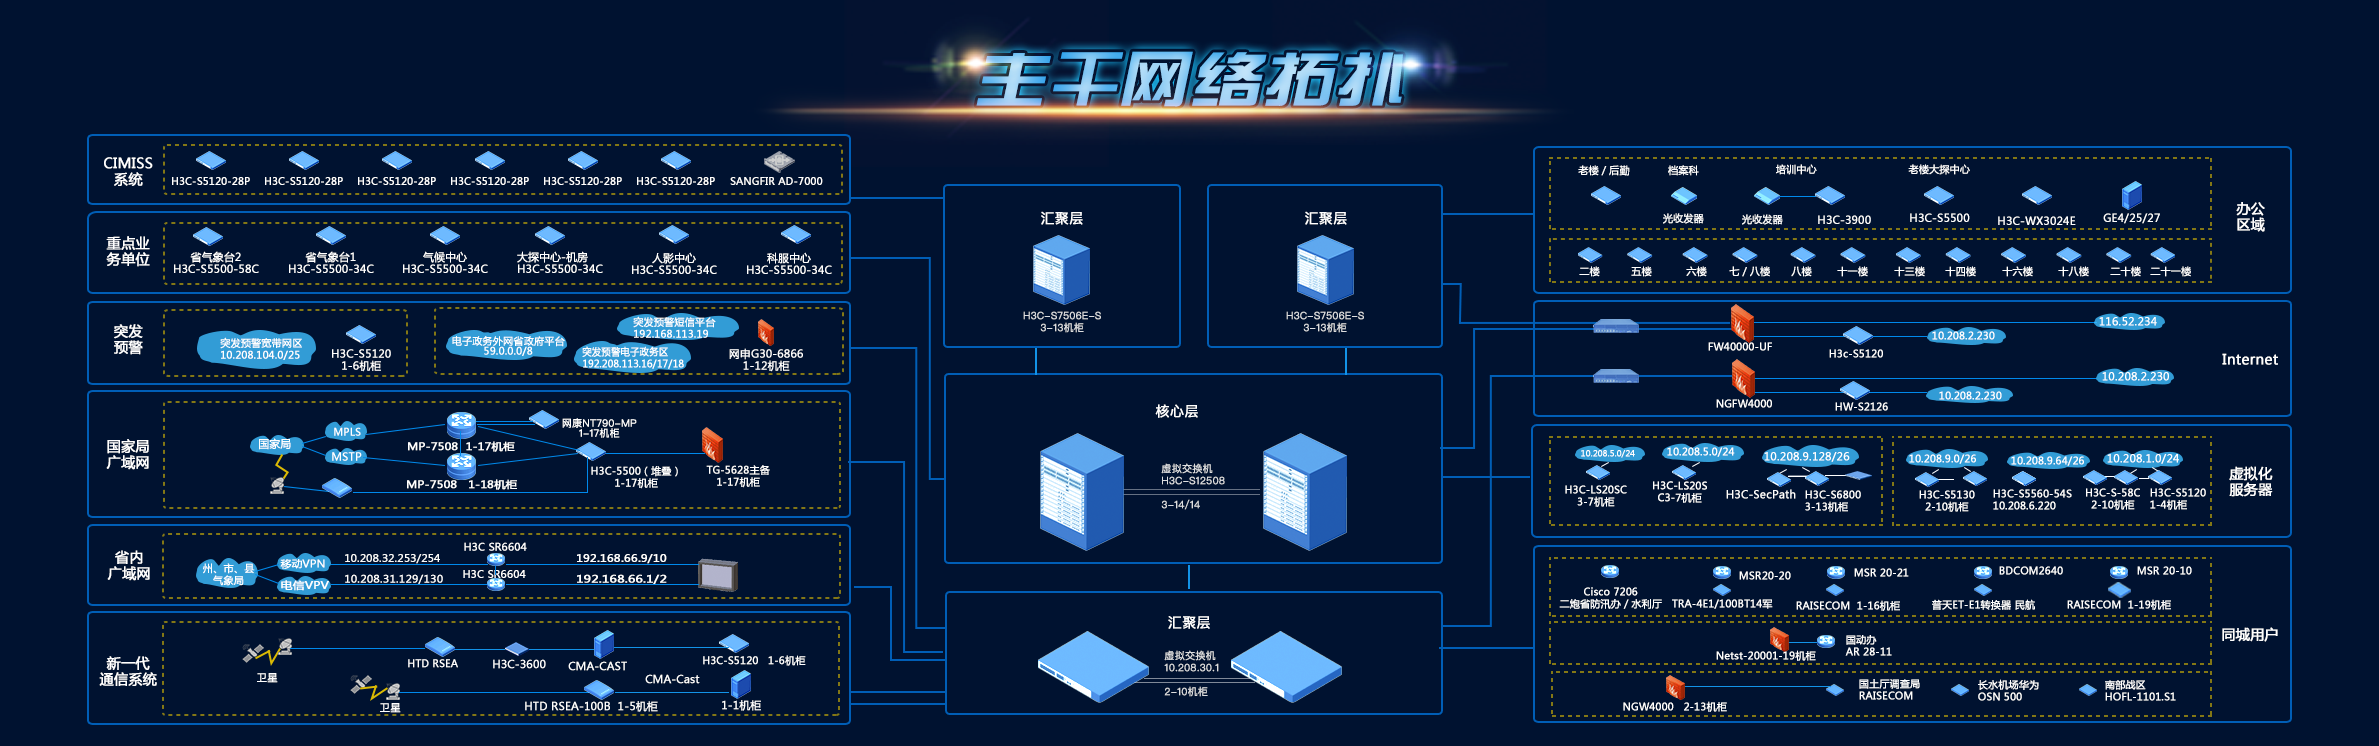 主干网络拓扑
CIMISS
系统
H3C-S5120-28P
H3C-S5120-28P
H3C-S5120-28P
H3C-S5120-28P
H3C-S5120-28P
H3C-S5120-28P
SANGFIR AD-7000
重点业
务单位
省气象台2
H3C-S5500-58C
省气象台1
H3C-S5500-34C
气候中心
H3C-S5500-34C
大探中心-机房
H3C-S5500-34C
人影中心
H3C-S5500-34C
科服中心
H3C-S5500-34C
突发
预警
突发预警宽带网区
10.208.104.0/25
H3C-S5120
1-6机柜
电子政务外网省政府平台
59.0.0.0/8
突发预警短信平台
192.168.113.19
突发预警电子政务区
192.208.113.16/17/18
网申G30-6866
1-12机柜
国家局
广域网
国家局
MPLS
MSTP
MP-7508 1-17机柜
MP-7508 1-18机柜
网康NT790-MP
1-17机柜
H3C-5500（堆叠）
1-17机柜
TG-5628主备
1-17机柜
省内
广域网
州、市、县
气象局
移动VPN
电信VPV
10.208.32.253/254
10.208.31.129/130
H3C SR6604
H3C SR6604
192.168.66.9/10
192.168.66.1/2
新一代
通信系统
卫星
HTD RSEA
H3C-3600
CMA-CAST
H3C-S5120 1-6机柜
卫星
HTD RSEA-100B 1-5机柜
CMA-Cast
1-1机柜
汇聚层
H3C-S7506E-S
3-13机柜
汇聚层
H3C-S7506E-S
3-13机柜
核心层
虚拟交换机
H3C-S12508
3-14/14
汇聚层
虚拟交换机
10.208.30.1
2-10机柜
办公
区域
老楼 / 后勤
档案科
光收发器
培训中心
光收发器
H3C-3900
老楼大探中心
H3C-S5500
H3C-WX3024E
GE4/25/27
二楼
五楼
六楼
七 / 八楼
八楼
十一楼
十三楼
十四楼
十六楼
十八楼
二十楼
二十一楼
Internet
FW40000-UF
H3c-S5120
10.208.2.230
116.52.234
NGFW4000
HW-S2126
10.208.2.230
10.208.2.230
虚拟化
服务器
10.208.5.0/24
H3C-LS20SC
3-7机柜
10.208.5.0/24
H3C-LS20S
C3-7机柜
10.208.9.128/26
H3C-SecPath
H3C-S6800
3-13机柜
10.208.9.0/26
H3C-S5130
2-10机柜
10.208.9.64/26
H3C-S5560-54S
10.208.6.220
10.208.1.0/24
H3C-S-58C
2-10机柜
H3C-S5120
1-4机柜
同城用户
Cisco 7206
二炮省防汛办 / 水利厅
MSR20-20
TRA-4E1/100BT14军
MSR 20-21
RAISECOM 1-16机柜
BDCOM2640
普天ET-E1转换器 民航
MSR 20-10
RAISECOM 1-19机柜
Netst-20001-19机柜
国动办
AR 28-11
NGW4000 2-13机柜
国土厅调查局
RAISECOM
长水机场华为
OSN 500
南部战区
HOFL-1101.S1